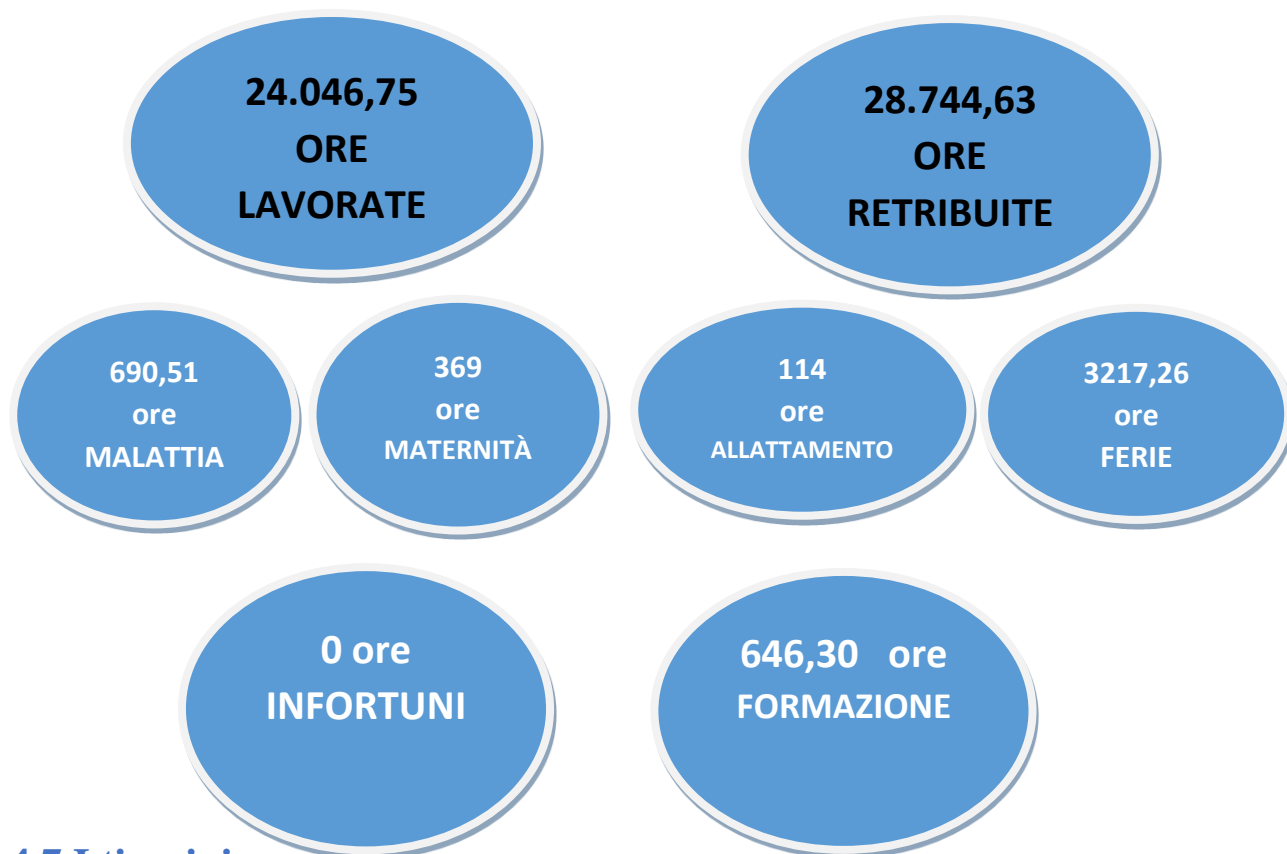 24.046,75
ORE
LAVORATE
28.744,63
ORE
RETRIBUITE
690,51
ore
MALATTIA
369
ore
MATERNITÀ
114
ore
ALLATTAMENTO
3217,26
ore
FERIE
0 ore
INFORTUNI
646,30 ore
FORMAZIONE